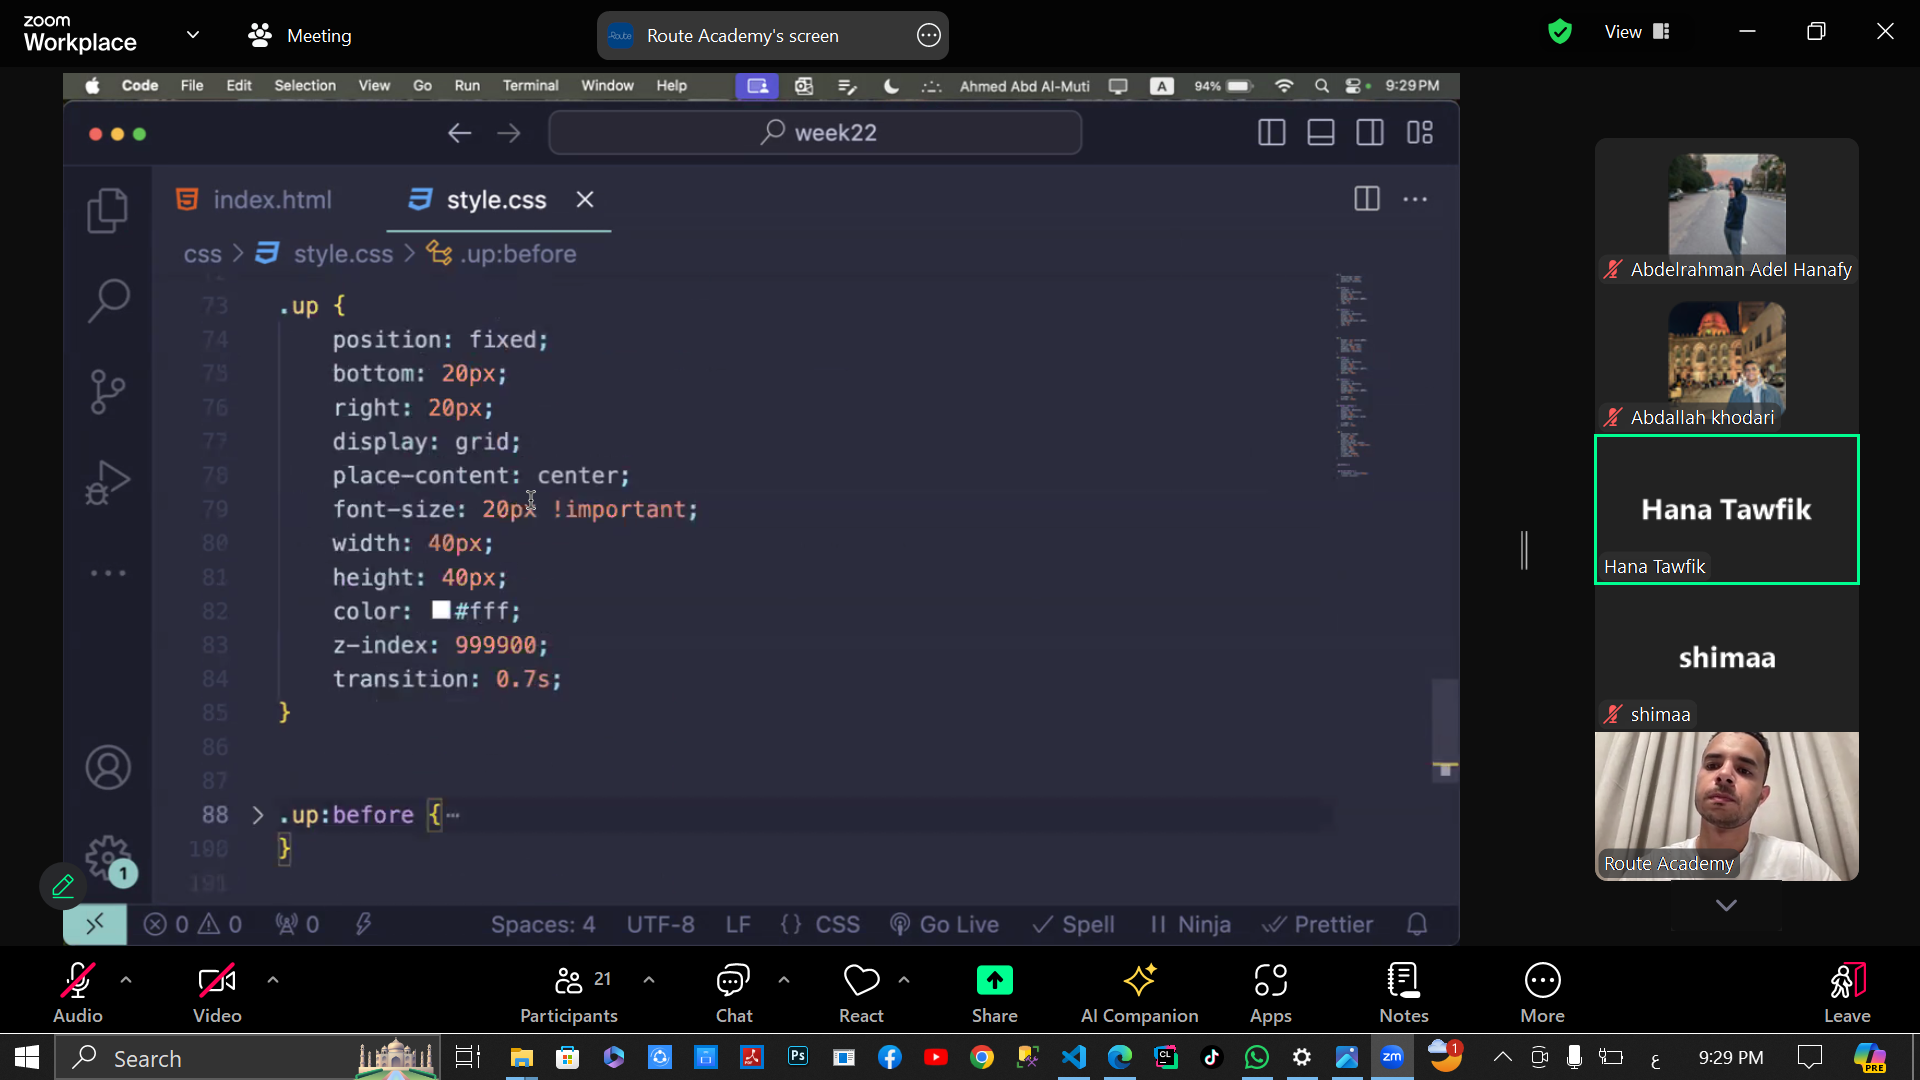 zoom
Workplace
Meeting
Route Academy's screen
View
Code File Edit Selection View Go Run Terminal Window Help
Ahmed Abd Al-Muti
A
94%
9:29 PM
week22
index.html
style.css
css > style.css > .up:before
73 .up {
74 position: fixed;
75 bottom: 20px;
76 right: 20px;
77 display: grid;
78 place-content: center;
79 font-size: 20px !important;
80 width: 40px;
81 height: 40px;
82 color: #fff;
83 z-index: 999900;
84 transition: 0.7s;
85 }
86
87
88 .up:before {
190 }
191
1
0 0 0 Spaces: 4 UTF-8 LF {} CSS Go Live Spell Ninja Prettier
Abdelrahman Adel Hanafy
Abdallah khodari
Hana Tawfik
Hana Tawfik
shimaa
shimaa
Route Academy
Audio
Video
21
Participants
Chat
React
Share
AI Companion
Apps
Notes
More
Leave
Search
Ps
CL
zm
1
ع
9:29 PM
PRE